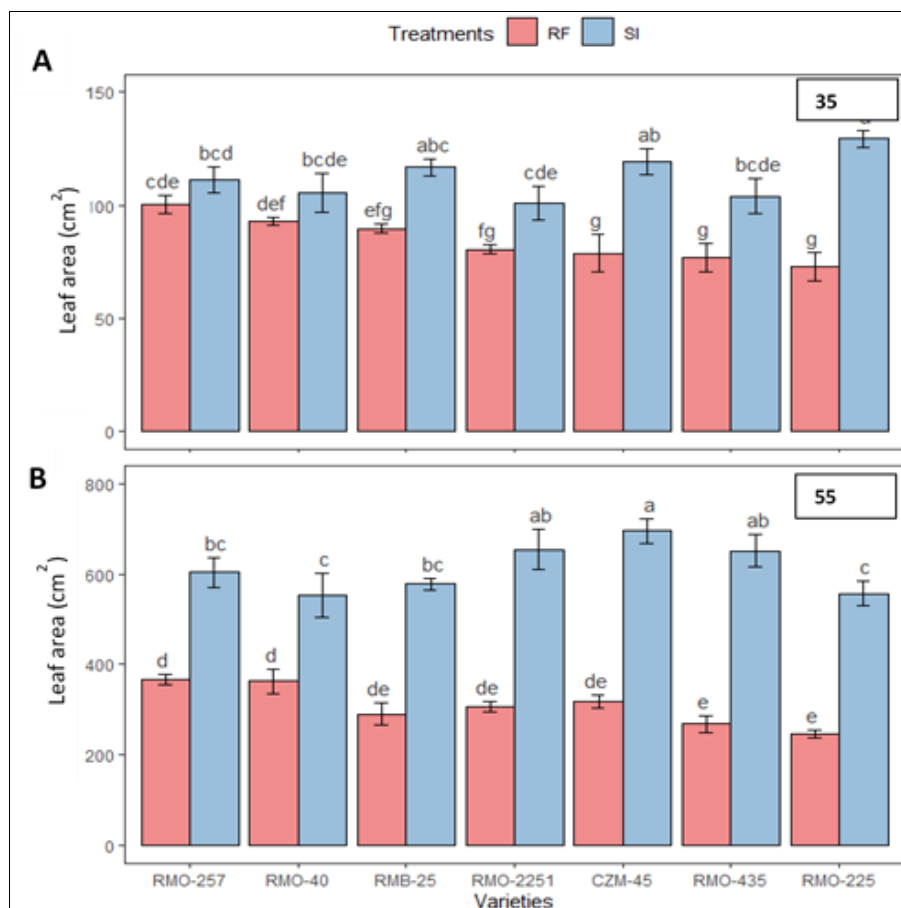 Treatments RF SI
A
35
150
100
50
0
Leaf area (cm²)
cde bcd def bcde efg abc fg cde g ab g bcde g
B
55
800
600
400
200
0
Leaf area (cm²)
d bc d c de bc de ab de a e ab e c
RMO-257 RMO-40 RMB-25 RMO-2251 CZM-45 RMO-435 RMO-225
Varieties